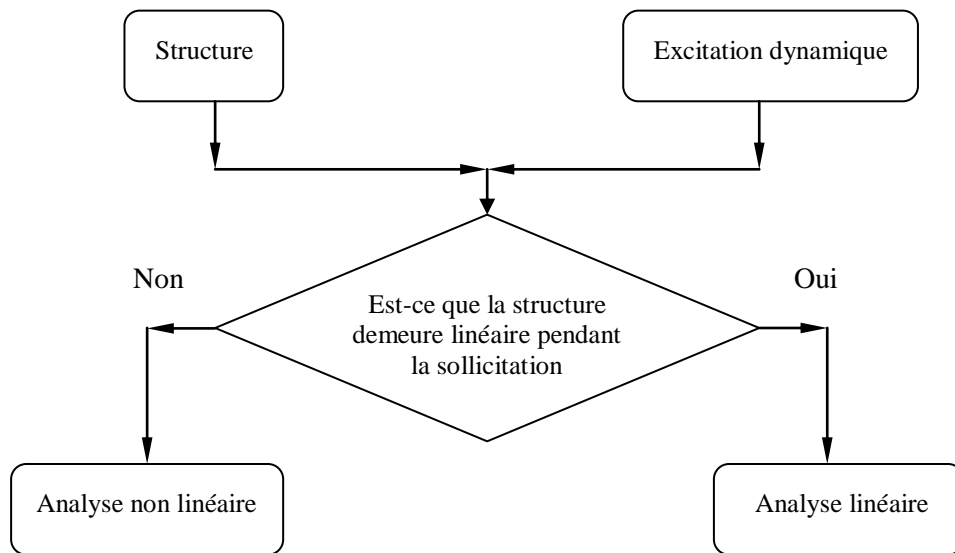 Structure
Excitation dynamique
Non
Oui
Est-ce que la structure
demeure linéaire pendant
la sollicitation
Analyse non linéaire
Analyse linéaire